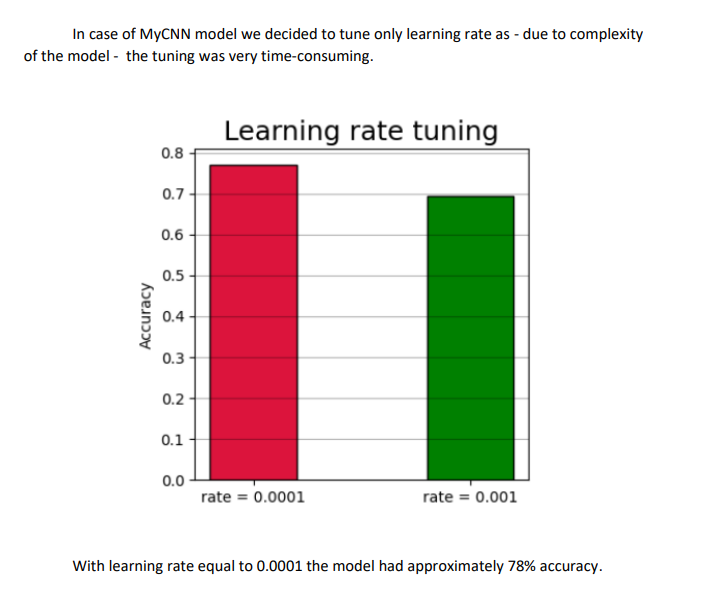 In case of MyCNN model we decided to tune only learning rate as - due to complexity
of the model -  the tuning was very time-consuming.
Learning rate tuning
0.8
0.7
0.6
0.5
0.4
0.3
0.2
0.1
0.0
Accuracy
rate = 0.0001
rate = 0.001
With learning rate equal to 0.0001 the model had approximately 78% accuracy.